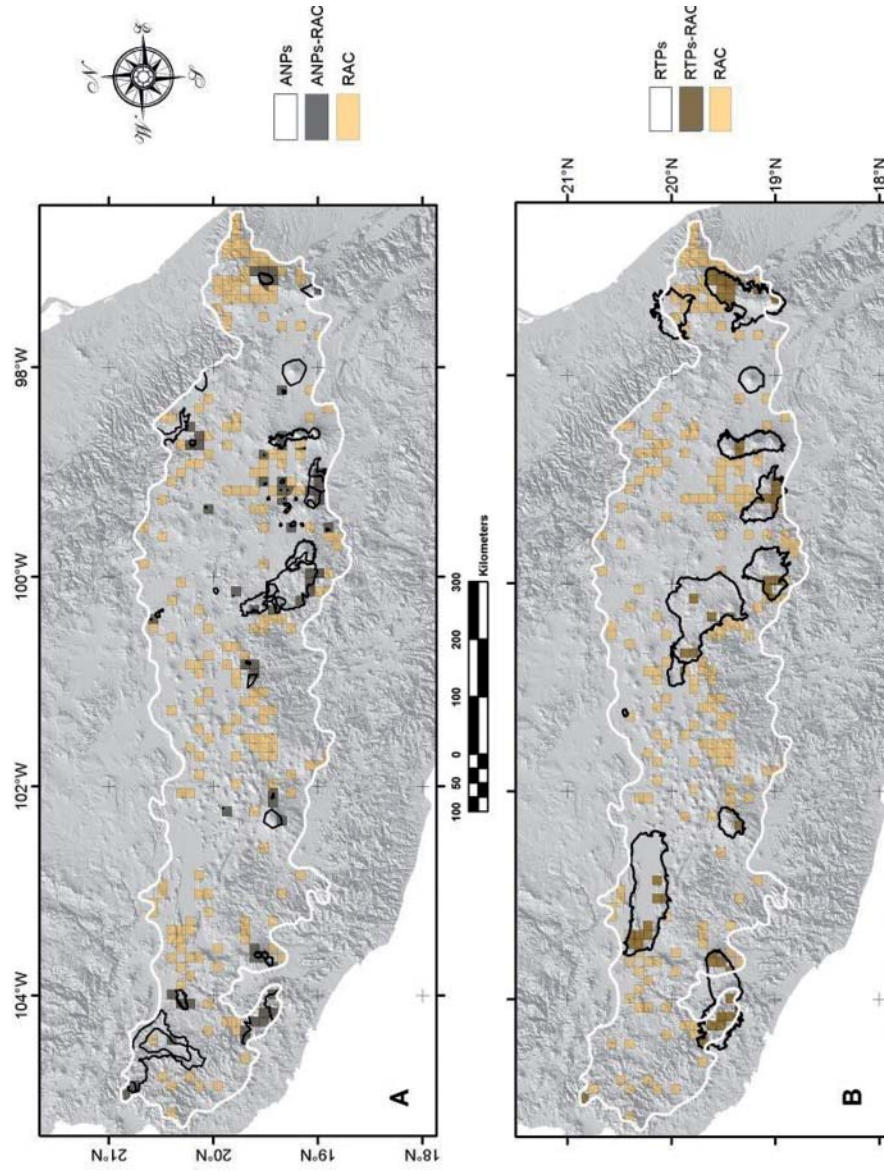 N
E
S
W
ANPs
ANPs-RAC
RAC
104°W
102°W
100°W
98°W
21°N
20°N
19°N
18°N
A
100 50 0 100 200 300
Kilometers
RTPs
RTPs-RAC
RAC
21°N
20°N
19°N
18°N
B